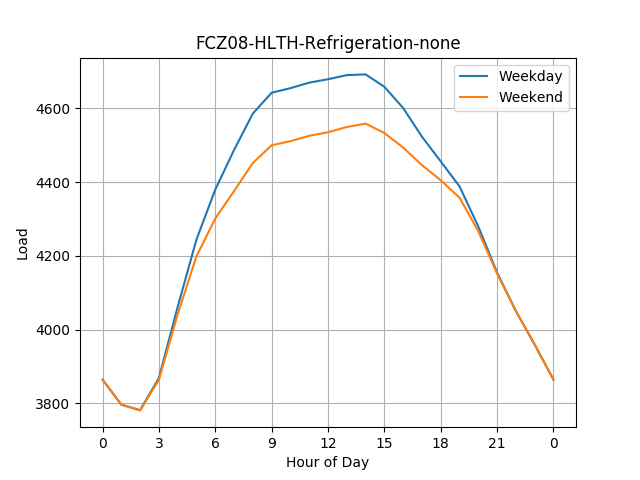 FCZ08-HLTH-Refrigeration-none
Weekday
Weekend
Load
4600
4400
4200
4000
3800
0 3 6 9 12 15 18 21 0
Hour of Day